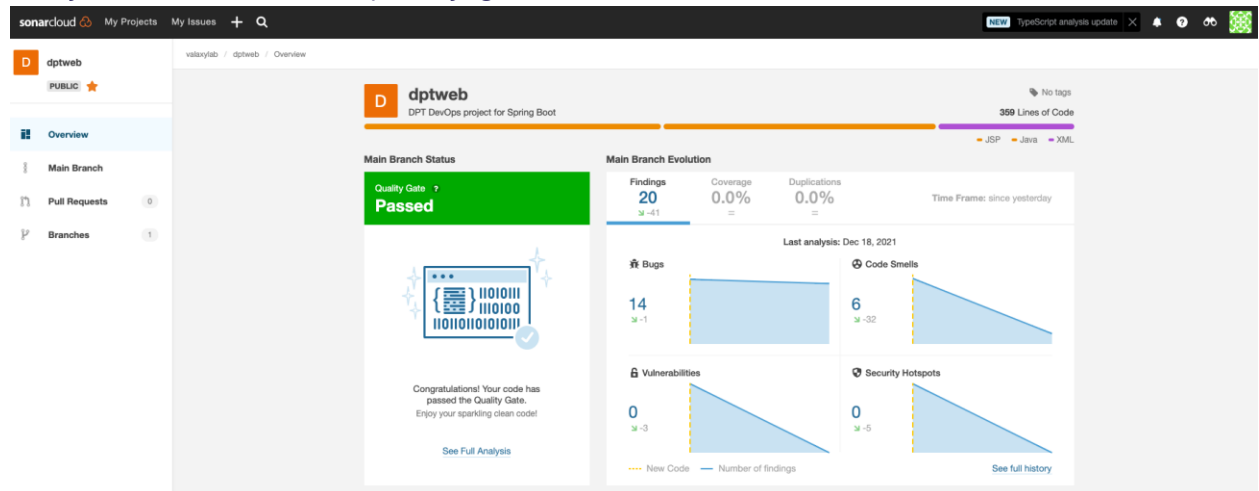 sonarcloud My Projects My Issues + NEW TypeScript analysis update
D dptweb
PUBLIC
Overview
Main Branch
Pull Requests 0
Branches 1
valaxylab / dptweb / Overview
D dptweb
DPT DevOps project for Spring Boot
No tags
359 Lines of Code
JSP Java XML
Main Branch Status
Quality Gate ?
Passed
Congratulations! Your code has
passed the Quality Gate.
Enjoy your sparkling clean code!
See Full Analysis
Main Branch Evolution
Findings Coverage Duplications
20 0.0% 0.0%
-41 = =
Time Frame: since yesterday
Last analysis: Dec 18, 2021
Bugs
14
-1
Code Smells
6
-32
Vulnerabilities
0
-3
Security Hotspots
0
-5
New Code Number of findings
See full history